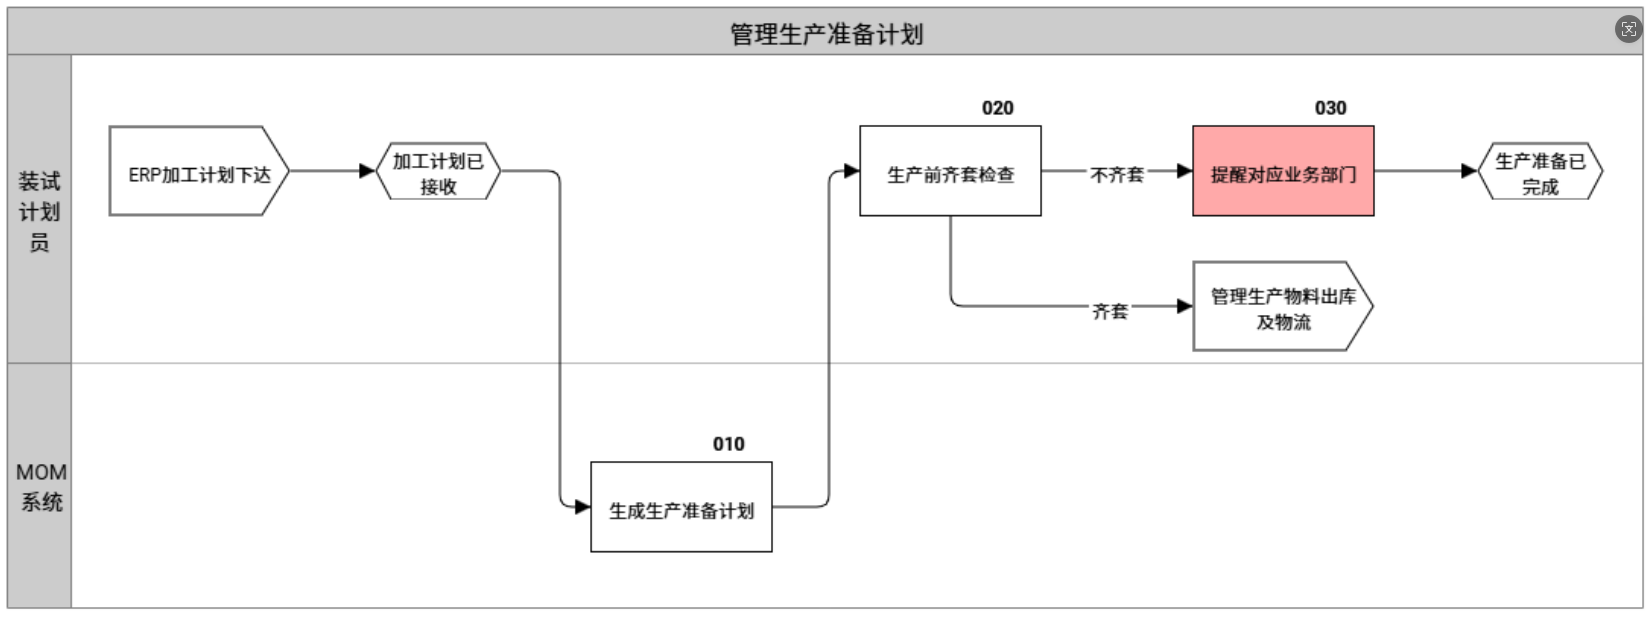 管理生产准备计划
装试
计划
员
ERP加工计划下达
加工计划已
接收
020
生产前齐套检查
不齐套
030
提醒对应业务部门
生产准备已
完成
齐套
管理生产物料出库
及物流
MOM
系统
010
生成生产准备计划